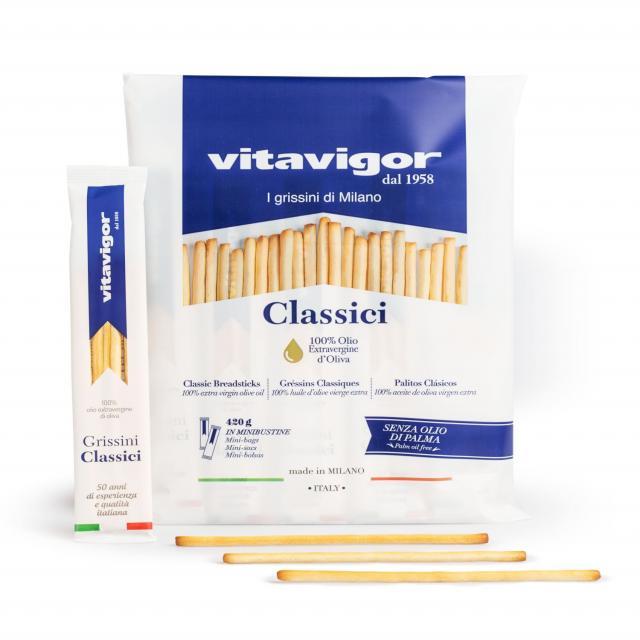 vitavigor
dal 1958
I grissini di Milano
Classici
100% Olio
Extravergine
d'Oliva
Classic Breadsticks
100% extra virgin olive oil
Gréssins Classiques
100% huile d'olive vierge extra
Palitos Clásicos
100% aceite de oliva virgen extra
420 g
IN MINIBUSTINE
Mini-bags
Mini-sacs
Mini-bolsas
SENZA OLIO
DI PALMA
Palm oil free
made in MILANO
• ITALY •
vitavigor
dal 1958
100%
olio extravergine
di oliva
Grissini
Classici
50 anni
di esperienza
e qualità
italiana